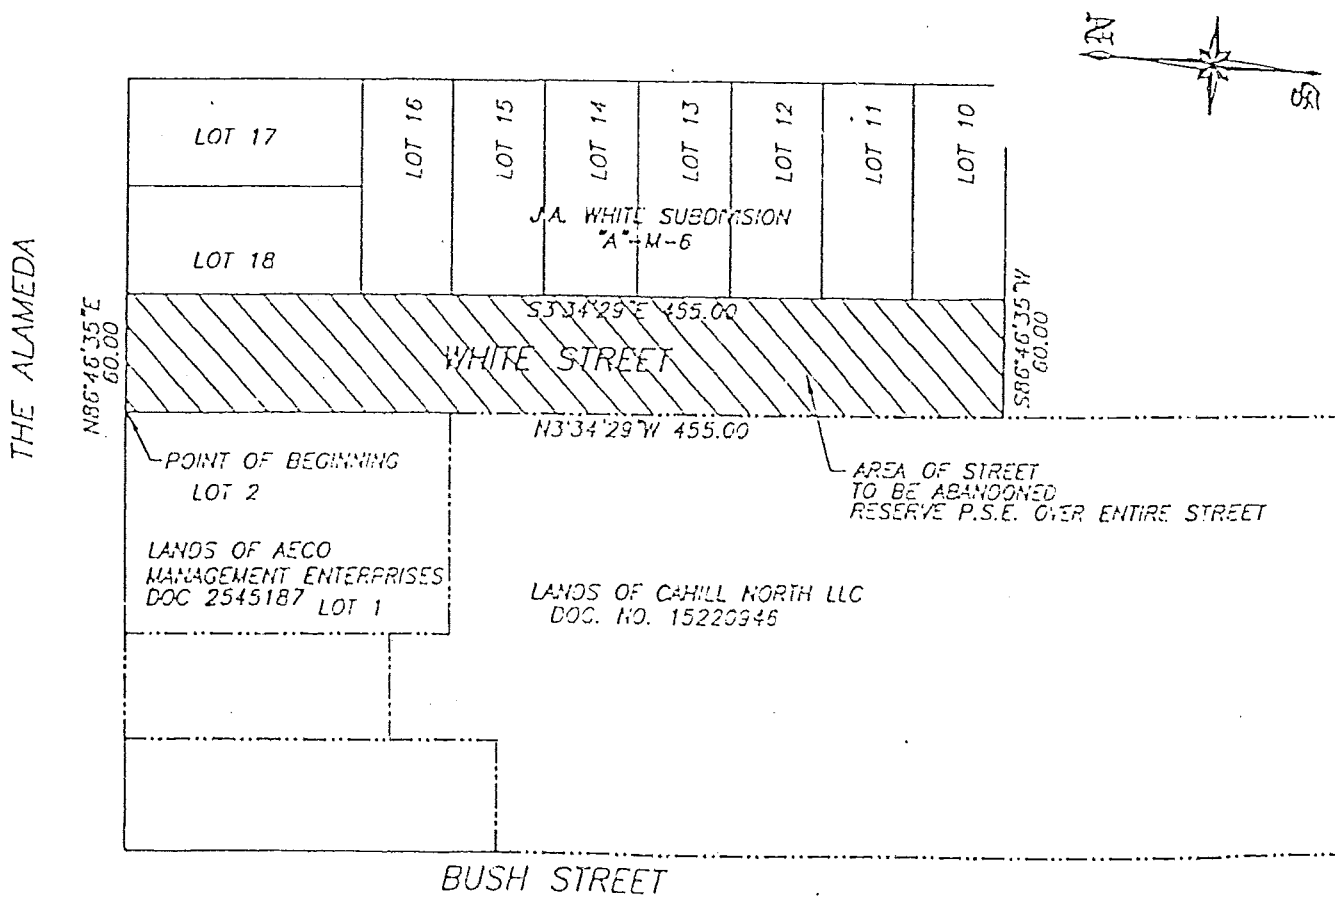 N
S
THE ALAMEDA
LOT 17
LOT 18
LOT 16
LOT 15
LOT 14
LOT 13
LOT 12
LOT 11
LOT 10
J.A. WHITE SUBDIVISION
"A"-M-6
N86°46'35"E
60.00
S3°34'29"E 455.00
WHITE STREET
S86°46'35"W
60.00
N3°34'29"W 455.00
POINT OF BEGINNING
LOT 2
AREA OF STREET
TO BE ABANDONED
RESERVE P.S.E. OVER ENTIRE STREET
LANDS OF AECO
MANAGEMENT ENTERPRISES
DOC 2545187 LOT 1
LANDS OF CAHILL NORTH LLC
DOC. NO. 15220946
BUSH STREET